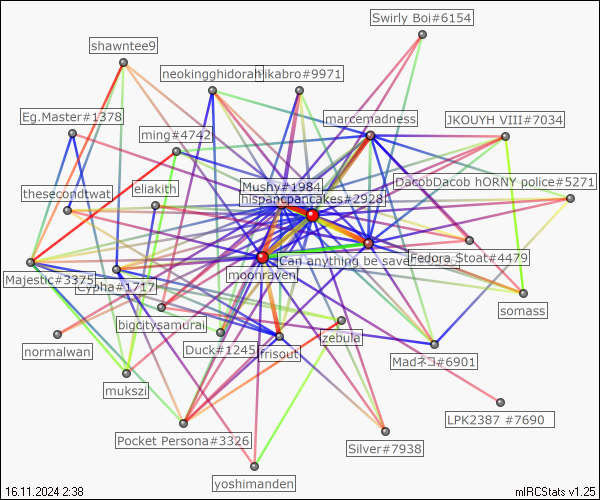 Swirly Boi#6154
shawntee9
neokingghidorah
hikabro#9971
Eg.Master#1378
marcemadness
JKOUYH VIII#7034
ming#4742
DacobDacob hORNY police#5271
thesecondtwat
eliakith
Mushy#1984
hispancpancakes#2928
Can anything be save
Fedora Stoat#4479
moonraven
Majestic#3375
Cypha#1717
somass
bigcitysamurai
zebula
normalwan
Duck#1245
frisout
Madネコ#6901
mukszi
LPK2387 #7690
Pocket Persona#3326
Silver#7938
yoshimanden
16.11.2024 2:38
mIRCStats v1.25